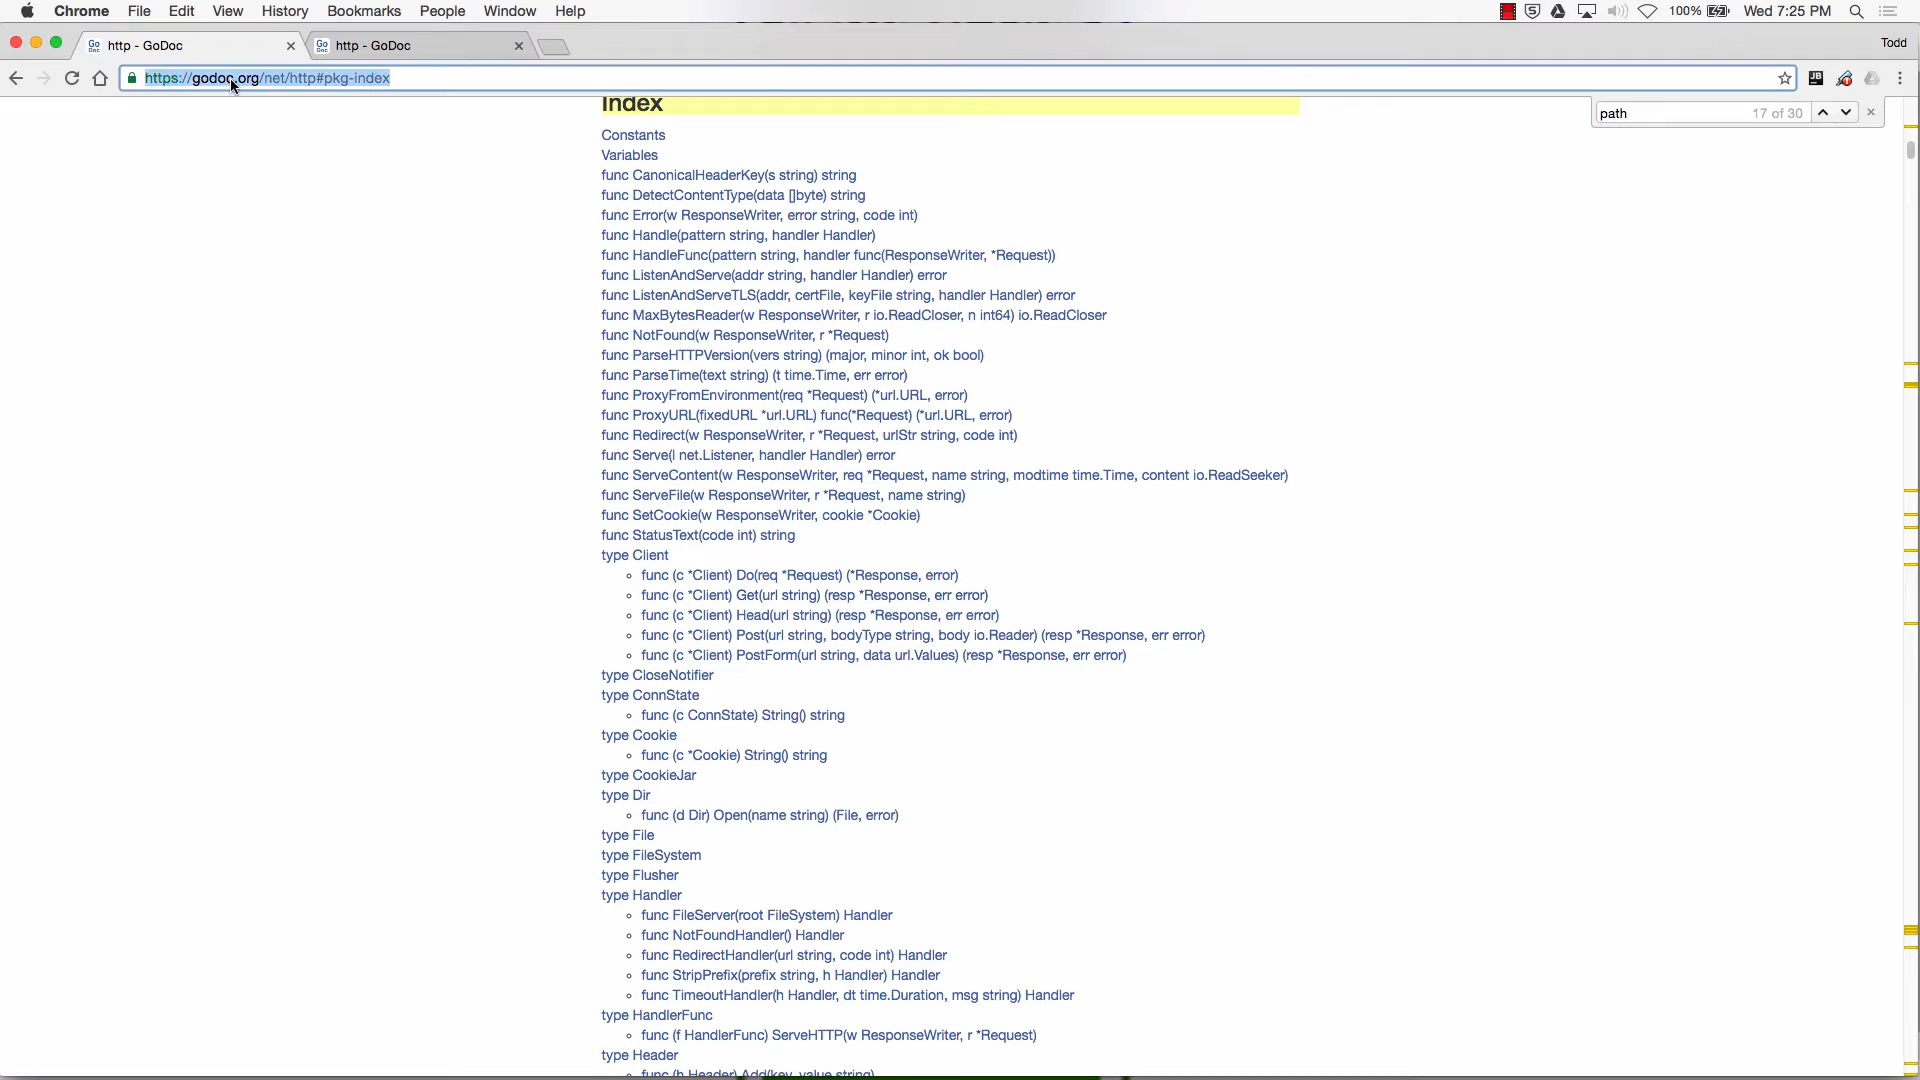 Chrome File Edit View History Bookmarks People Window Help 100% Wed 7:25 PM
http - GoDoc http - GoDoc Todd
https://godoc.org/net/http#pkg-index
path 17 of 30
Index
Constants
Variables
func CanonicalHeaderKey(s string) string
func DetectContentType(data []byte) string
func Error(w ResponseWriter, error string, code int)
func Handle(pattern string, handler Handler)
func HandleFunc(pattern string, handler func(ResponseWriter, *Request))
func ListenAndServe(addr string, handler Handler) error
func ListenAndServeTLS(addr, certFile, keyFile string, handler Handler) error
func MaxBytesReader(w ResponseWriter, r io.ReadCloser, n int64) io.ReadCloser
func NotFound(w ResponseWriter, r *Request)
func ParseHTTPVersion(vers string) (major, minor int, ok bool)
func ParseTime(text string) (t time.Time, err error)
func ProxyFromEnvironment(req *Request) (*url.URL, error)
func ProxyURL(fixedURL *url.URL) func(*Request) (*url.URL, error)
func Redirect(w ResponseWriter, r *Request, urlStr string, code int)
func Serve(l net.Listener, handler Handler) error
func ServeContent(w ResponseWriter, req *Request, name string, modtime time.Time, content io.ReadSeeker)
func ServeFile(w ResponseWriter, r *Request, name string)
func SetCookie(w ResponseWriter, cookie *Cookie)
func StatusText(code int) string
type Client
func (c *Client) Do(req *Request) (*Response, error)
func (c *Client) Get(url string) (resp *Response, err error)
func (c *Client) Head(url string) (resp *Response, err error)
func (c *Client) Post(url string, bodyType string, body io.Reader) (resp *Response, err error)
func (c *Client) PostForm(url string, data url.Values) (resp *Response, err error)
type CloseNotifier
type ConnState
func (c ConnState) String() string
type Cookie
func (c *Cookie) String() string
type CookieJar
type Dir
func (d Dir) Open(name string) (File, error)
type File
type FileSystem
type Flusher
type Handler
func FileServer(root FileSystem) Handler
func NotFoundHandler() Handler
func RedirectHandler(url string, code int) Handler
func StripPrefix(prefix string, h Handler) Handler
func TimeoutHandler(h Handler, dt time.Duration, msg string) Handler
type HandlerFunc
func (f HandlerFunc) ServeHTTP(w ResponseWriter, r *Request)
type Header
func (h Header) Add(key, value string)